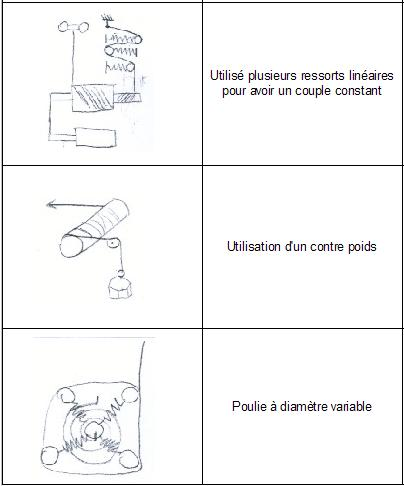 Utilisé plusieurs ressorts linéaires
pour avoir un couple constant
Utilisation d'un contre poids
Poulie à diamètre variable